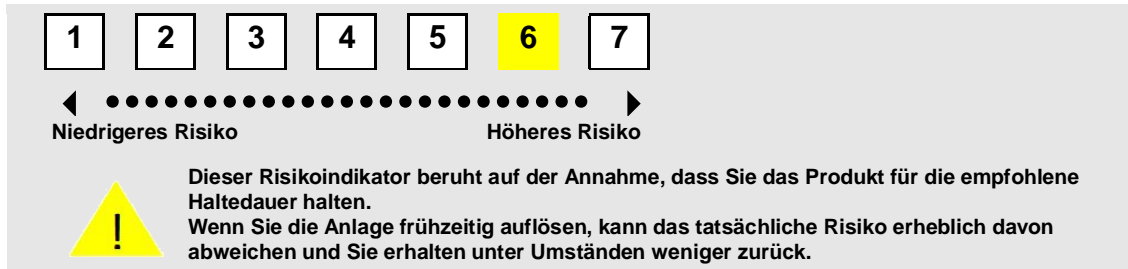 1 2 3 4 5 6 7
Niedrigeres Risiko Höheres Risiko
Dieser Risikoindikator beruht auf der Annahme, dass Sie das Produkt für die empfohlene
Haltedauer halten.
Wenn Sie die Anlage frühzeitig auflösen, kann das tatsächliche Risiko erheblich davon
abweichen und Sie erhalten unter Umständen weniger zurück.
!